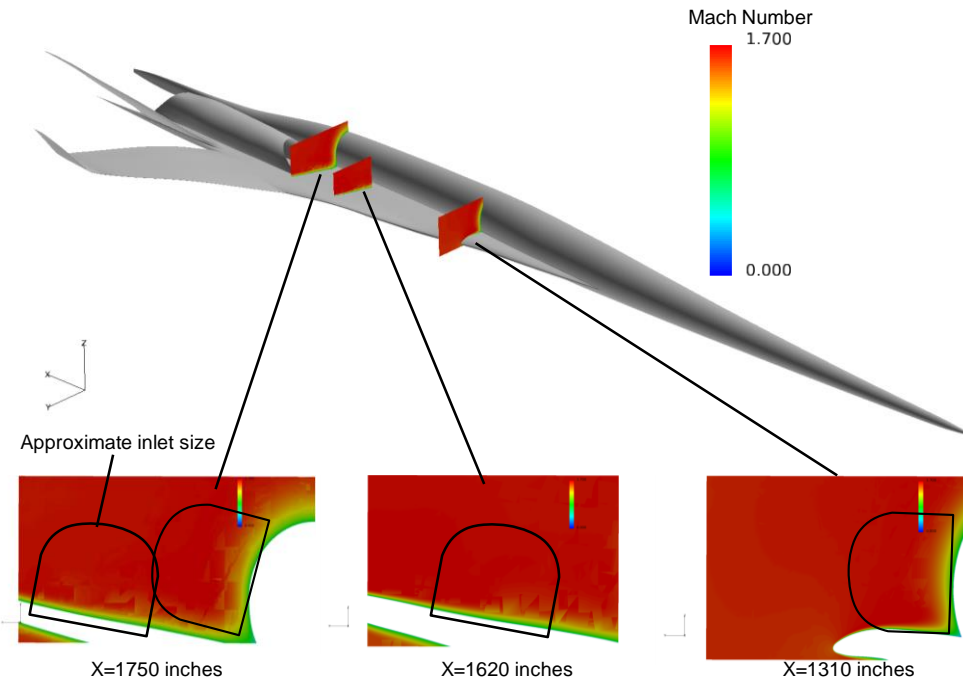 Mach Number
1.700
0.000
Z
X
Y
Approximate inlet size
X=1750 inches
X=1620 inches
X=1310 inches